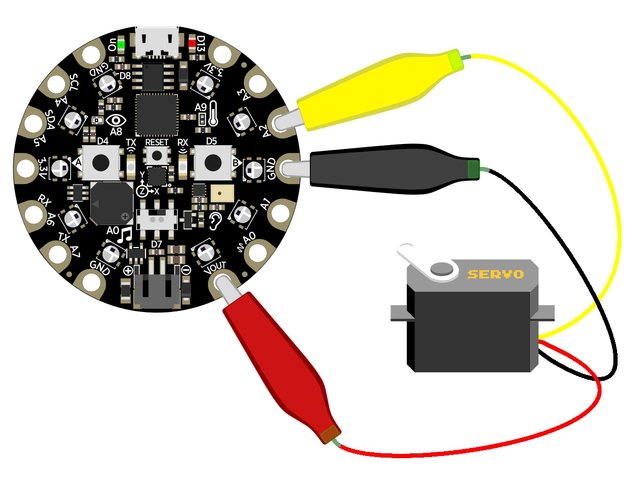 On
D13
GND
D8
3.3V
SCL
A4
A3
SDA
A5
A8
A9
A2
D4
TX
RESET
RX
D5
3.3V
A
B
GND
Z
X
RX
A6
A1
TX
A7
A0
D7
A0
GND
VOUT
SERVO